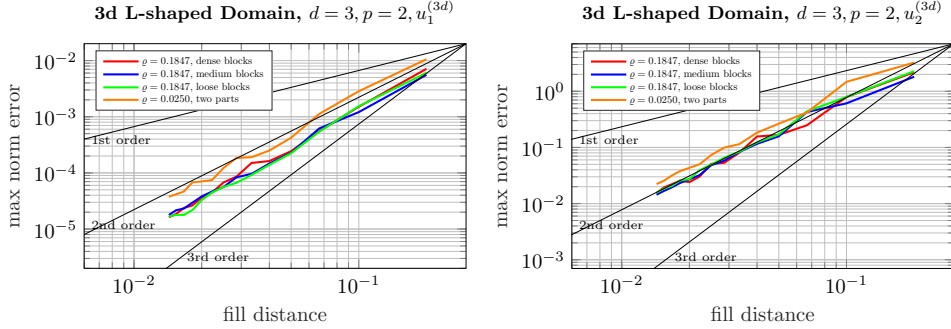 3d L-shaped Domain, d = 3, p = 2, u₁^(3d)
ϱ = 0.1847, dense blocks
ϱ = 0.1847, medium blocks
ϱ = 0.1847, loose blocks
ϱ = 0.0250, two parts
10⁻²
10⁻³
10⁻⁴
10⁻⁵
max norm error
1st order
2nd order
3rd order
10⁻²
10⁻¹
fill distance
3d L-shaped Domain, d = 3, p = 2, u₂^(3d)
ϱ = 0.1847, dense blocks
ϱ = 0.1847, medium blocks
ϱ = 0.1847, loose blocks
ϱ = 0.0250, two parts
10⁰
10⁻¹
10⁻²
10⁻³
max norm error
1st order
2nd order
3rd order
10⁻²
10⁻¹
fill distance